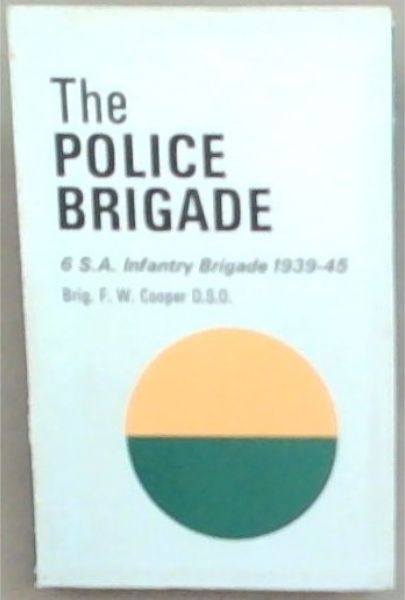 The
POLICE
BRIGADE
6 S.A. Infantry Brigade 1939-45
Brig. F. W. Cooper D.S.O.